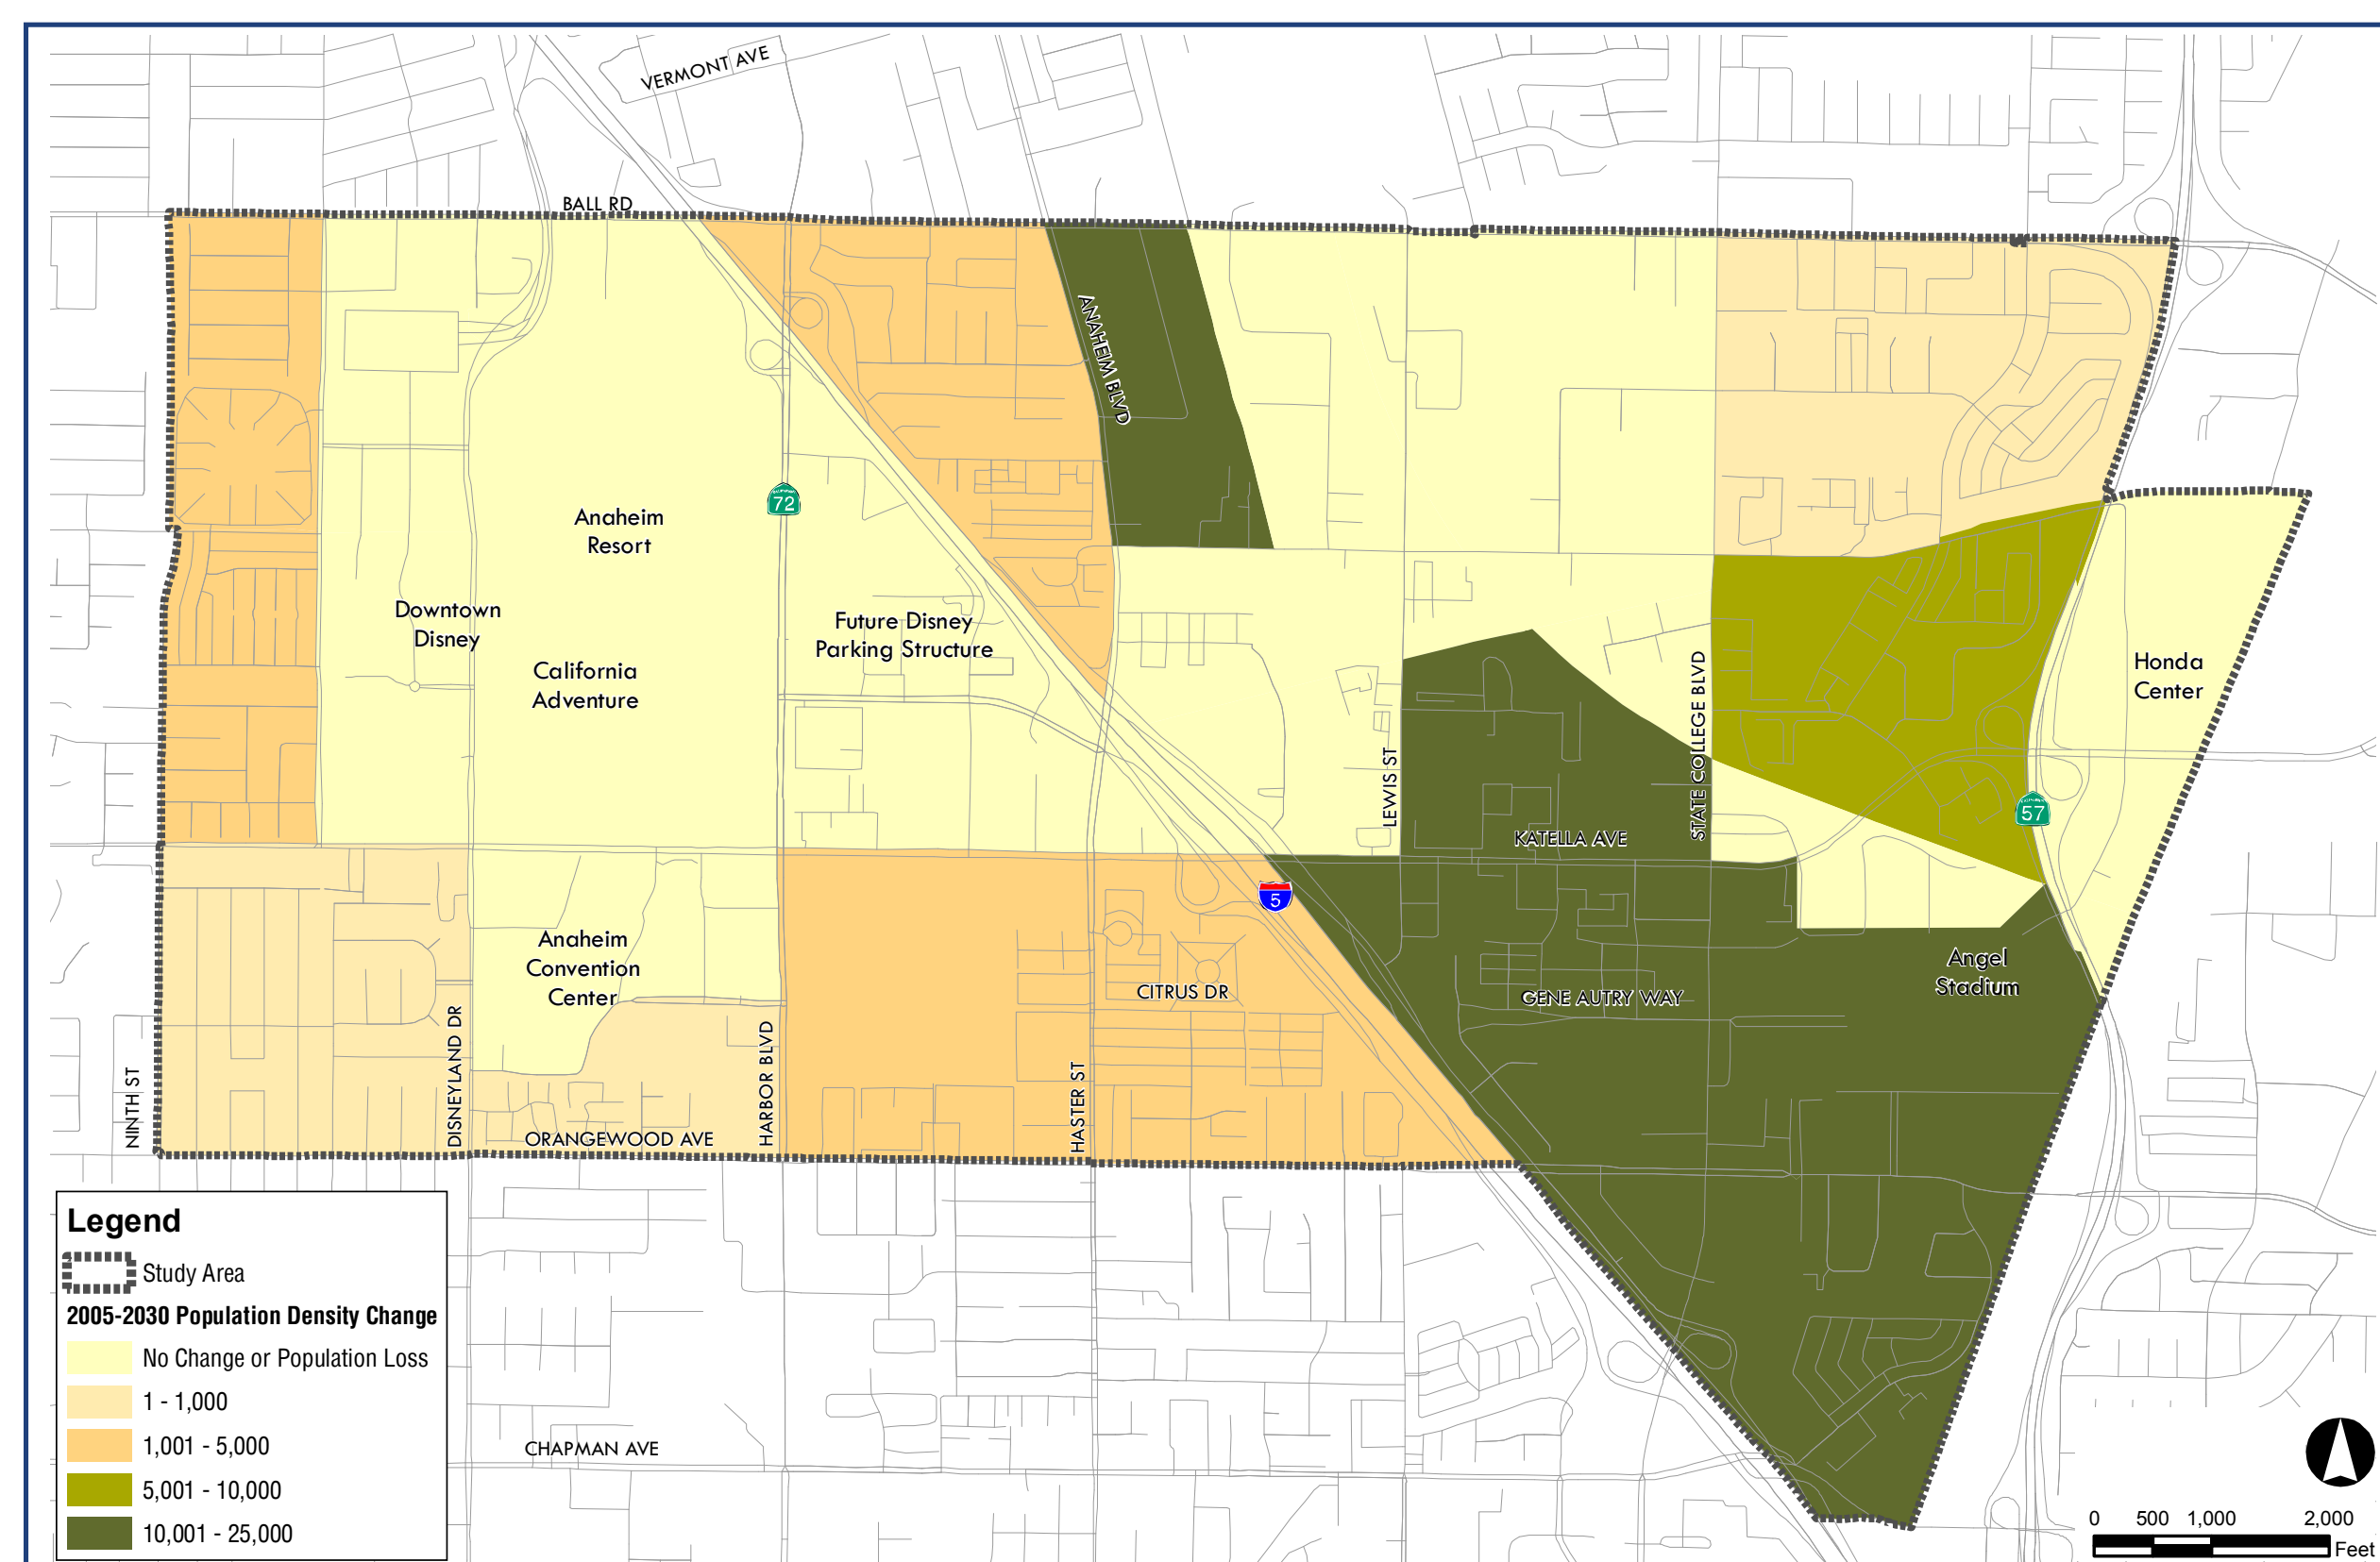 VERMONT AVE
BALL RD
ANAHEIM BLVD
72
Anaheim
Resort
Downtown
Disney
Future Disney
Parking Structure
California
Adventure
Honda
Center
LEWIS ST
STATE COLLEGE BLVD
57
KATELLA AVE
5
Anaheim
Convention
Center
CITRUS DR
GENE AUTRY WAY
Angel
Stadium
NINTH ST
DISNEYLAND DR
HARBOR BLVD
HASTER ST
ORANGEWOOD AVE
CHAPMAN AVE
Legend
Study Area
2005-2030 Population Density Change
No Change or Population Loss
1 - 1,000
1,001 - 5,000
5,001 - 10,000
10,001 - 25,000
0 500 1,000 2,000
Feet